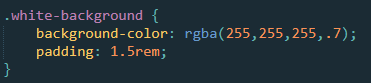 .white-background {
    background-color: rgba(255,255,255,.7);
    padding: 1.5rem;
}